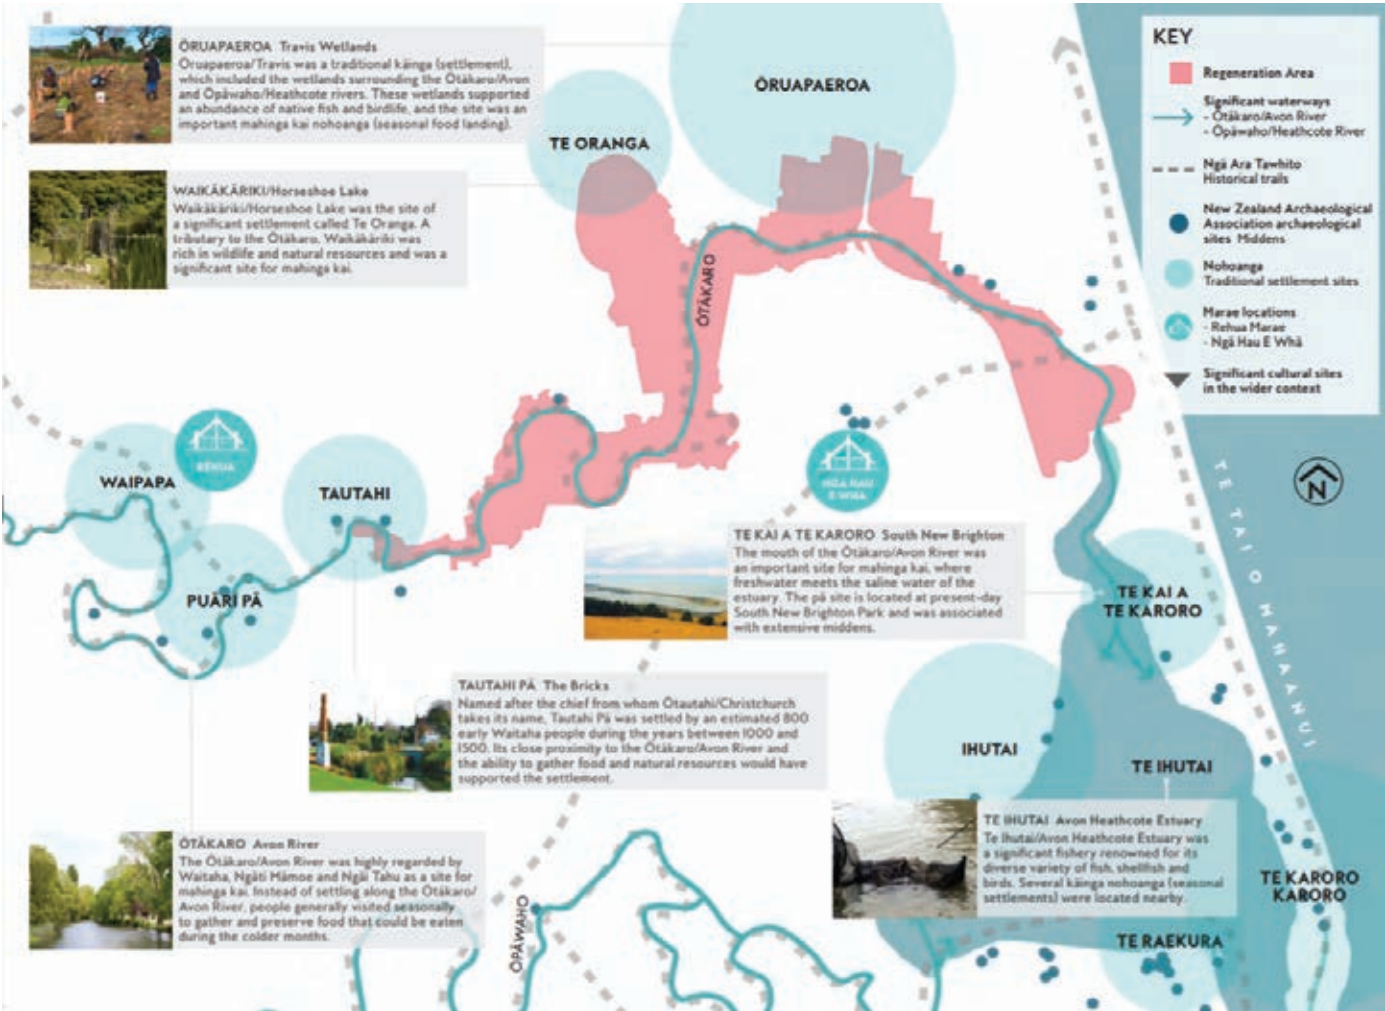 ŌRUAPAEROA Travis Wetlands
Ōruapaeroa/Travis was a traditional kāinga (settlement),
which included the wetlands surrounding the Ōtākaro/Avon
and Ōpāwaho/Heathcote rivers. These wetlands supported
an abundance of native fish and birdlife, and the site was an
important mahinga kai nohoanga (seasonal food landing).
WAIKĀKĀRIKI/Horseshoe Lake
Waikākāriki/Horseshoe Lake was the site of
a significant settlement called Te Oranga. A
tributary to the Ōtākaro, Waikākāriki was
rich in wildlife and natural resources and was a
significant site for mahinga kai.
TE ORANGA
ŌRUAPAEROA
ŌTĀKARO
KEY
Regeneration Area
Significant waterways
- Ōtākaro/Avon River
- Ōpāwaho/Heathcote River
Ngā Ara Tawhito
Historical trails
New Zealand Archaeological
Association archaeological
sites Middens
Nohoanga
Traditional settlement sites
Marae locations
- Rehua Marae
- Ngā Hau E Whā
Significant cultural sites
in the wider context
N
TE TAI O MAHAANUI
WAIPAPA
REHUA
TAUTAHI
PUĀRI PĀ
NGĀ HAU
E WHĀ
TE KAI A TE KARORO South New Brighton
The mouth of the Ōtākaro/Avon River was
an important site for mahinga kai, where
freshwater meets the saline water of the
estuary. The pā site is located at present-day
South New Brighton Park and was associated
with extensive middens.
TE KAI A
TE KARORO
TAUTAHI PĀ The Bricks
Named after the chief from whom Ōtautahi/Christchurch
takes its name, Tautahi Pā was settled by an estimated 800
early Waitaha people during the years between 1000 and
1500. Its close proximity to the Ōtākaro/Avon River and
the ability to gather food and natural resources would have
supported the settlement.
IHUTAI
TE IHUTAI
TE IHUTAI Avon Heathcote Estuary
Te Ihutai/Avon Heathcote Estuary was
a significant fishery renowned for its
diverse variety of fish, shellfish and
birds. Several kāinga nohoanga (seasonal
settlements) were located nearby.
ŌTĀKARO Avon River
The Ōtākaro/Avon River was highly regarded by
Waitaha, Ngāti Māmoe and Ngāi Tahu as a site for
mahinga kai. Instead of settling along the Ōtākaro/
Avon River, people generally visited seasonally
to gather and preserve food that could be eaten
during the colder months.
ŌPĀWAHO
TE KARORO
KARORO
TE RAEKURA